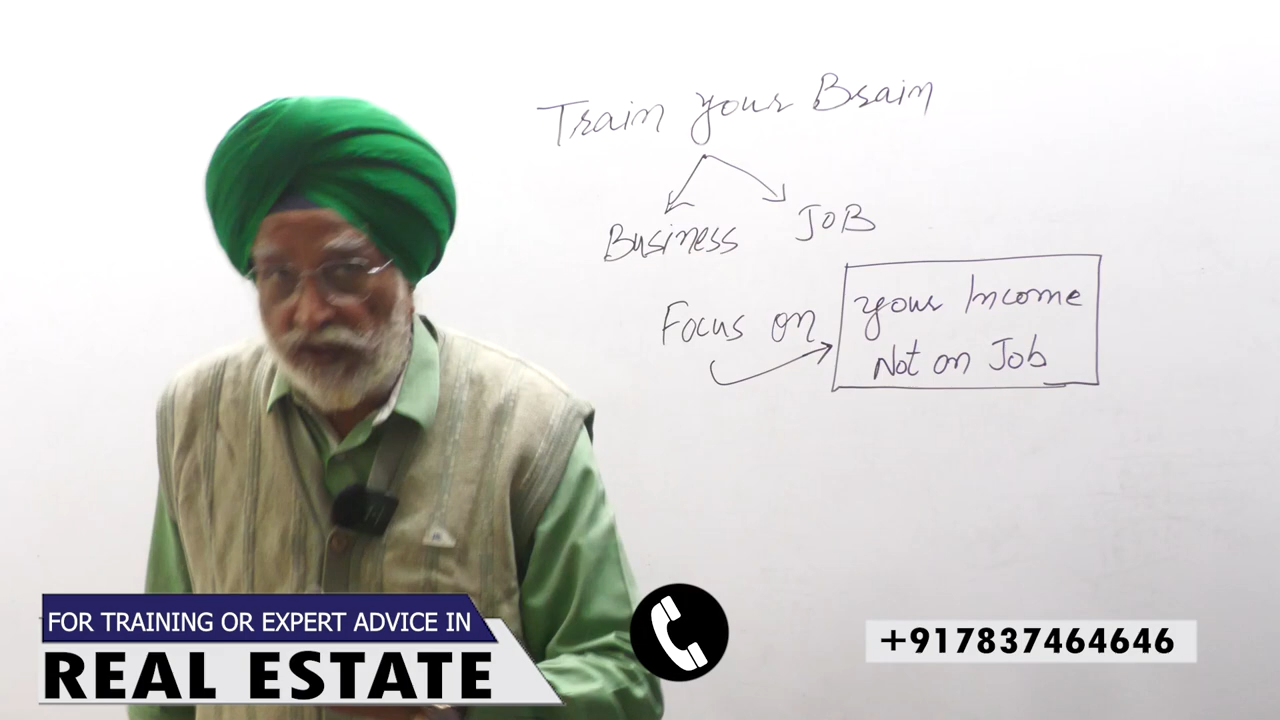 Train your Brain
Business JOB
Focus on your Income
Not on Job
FOR TRAINING OR EXPERT ADVICE IN
REAL ESTATE
+917837464646